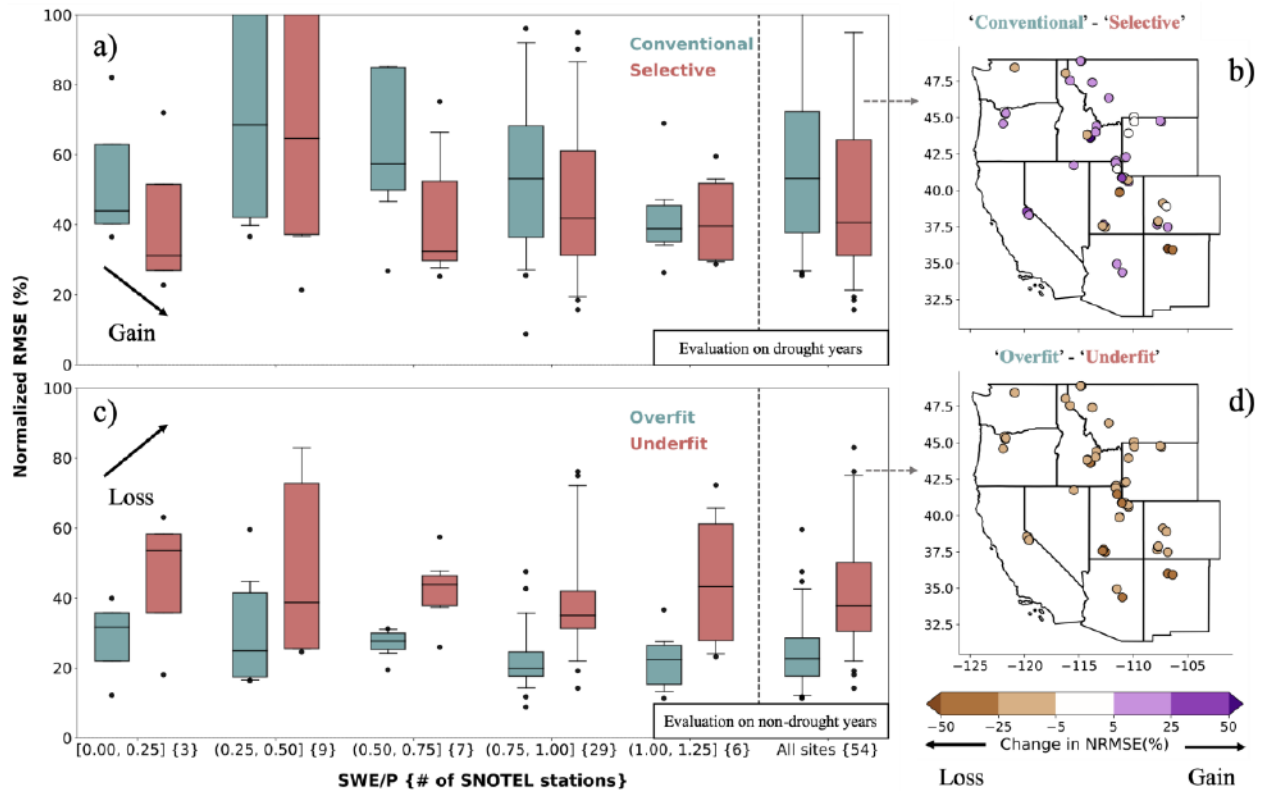 a)
Conventional
Selective
100
80
60
40
20
0
Gain
Evaluation on drought years
Normalized RMSE (%)
'Conventional' - 'Selective'
b)
47.5
45.0
42.5
40.0
37.5
35.0
32.5
c)
Overfit
Underfit
100
80
60
40
20
0
Loss
Evaluation on non-drought years
[0.00, 0.25] {3} (0.25, 0.50] {9} (0.50, 0.75] {7} (0.75, 1.00] {29} (1.00, 1.25] {6} All sites {54}
SWE/P {# of SNOTEL stations}
'Overfit' - 'Underfit'
d)
47.5
45.0
42.5
40.0
37.5
35.0
32.5
−125 −120 −115 −110 −105
−50 −25 −5 5 25 50
Change in NRMSE(%)
Loss Gain